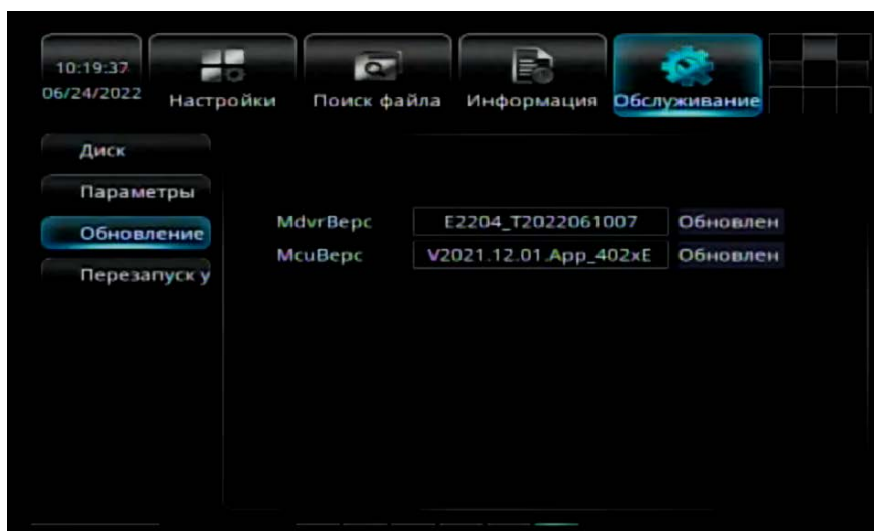 10:19:37
06/24/2022
Настройки
Поиск файла
Информация
Обслуживание
Диск
Параметры
Обновление
Перезапуск у
MdvrВерс E2204_T2022061007 Обновлен
McuВерс V2021.12.01.App_402xE Обновлен